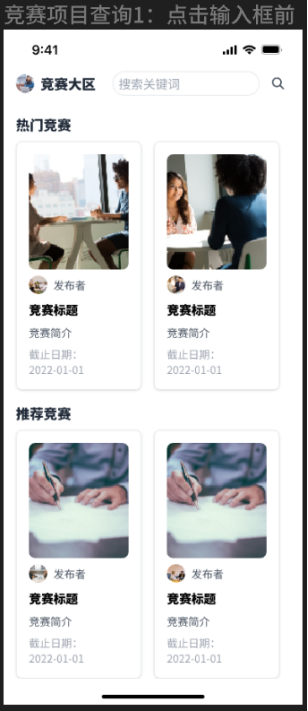 竞赛项目查询1：点击输入框前
9:41
竞赛大区 搜索关键词
热门竞赛
发布者 发布者
竞赛标题 竞赛标题
竞赛简介 竞赛简介
截止日期： 截止日期：
2022-01-01 2022-01-01
推荐竞赛
发布者 发布者
竞赛标题 竞赛标题
竞赛简介 竞赛简介
截止日期： 截止日期：
2022-01-01 2022-01-01